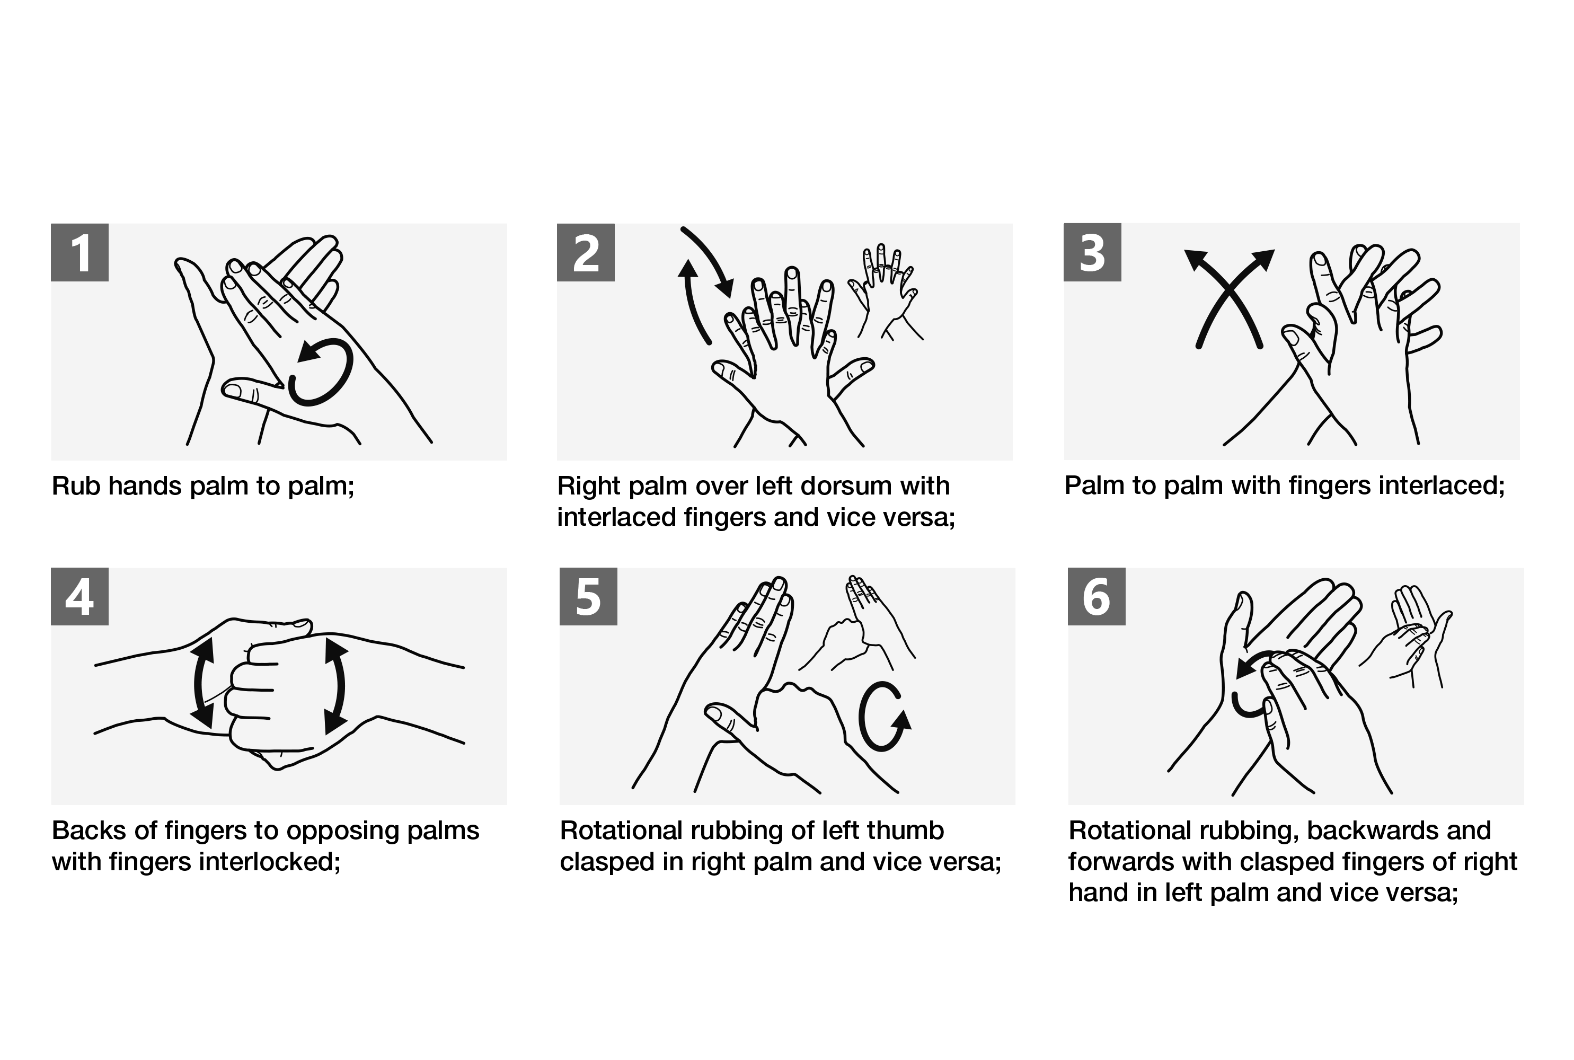 1
Rub hands palm to palm;
2
Right palm over left dorsum with
interlaced fingers and vice versa;
3
Palm to palm with fingers interlaced;
4
Backs of fingers to opposing palms
with fingers interlocked;
5
Rotational rubbing of left thumb
clasped in right palm and vice versa;
6
Rotational rubbing, backwards and
forwards with clasped fingers of right
hand in left palm and vice versa;